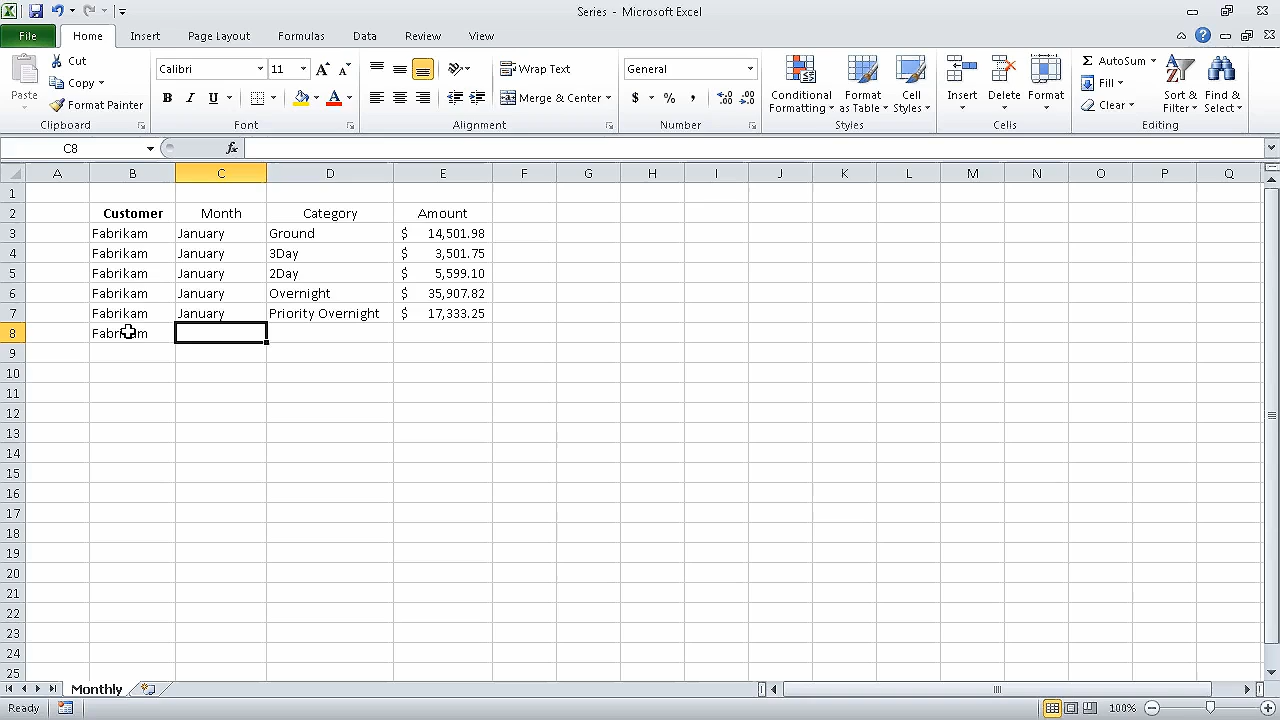 Series - Microsoft Excel
File Home Insert Page Layout Formulas Data Review View
Paste
Cut
Copy
Format Painter
Clipboard
Calibri 11
B I U
Font
Wrap Text
Merge & Center
Alignment
General
$ % ,
Number
Conditional Formatting
Format as Table
Cell Styles
Styles
Insert
Delete
Format
Cells
AutoSum
Fill
Clear
Sort & Filter
Find & Select
Editing
C8 fx
A B C D E F G H I J K L M N O P Q
1
2 Customer Month Category Amount
3 Fabrikam January Ground $ 14,501.98
4 Fabrikam January 3Day $ 3,501.75
5 Fabrikam January 2Day $ 5,599.10
6 Fabrikam January Overnight $ 35,907.82
7 Fabrikam January Priority Overnight $ 17,333.25
8 Fabrikam
9
10
11
12
13
14
15
16
17
18
19
20
21
22
23
24
25
Monthly
Ready 100%